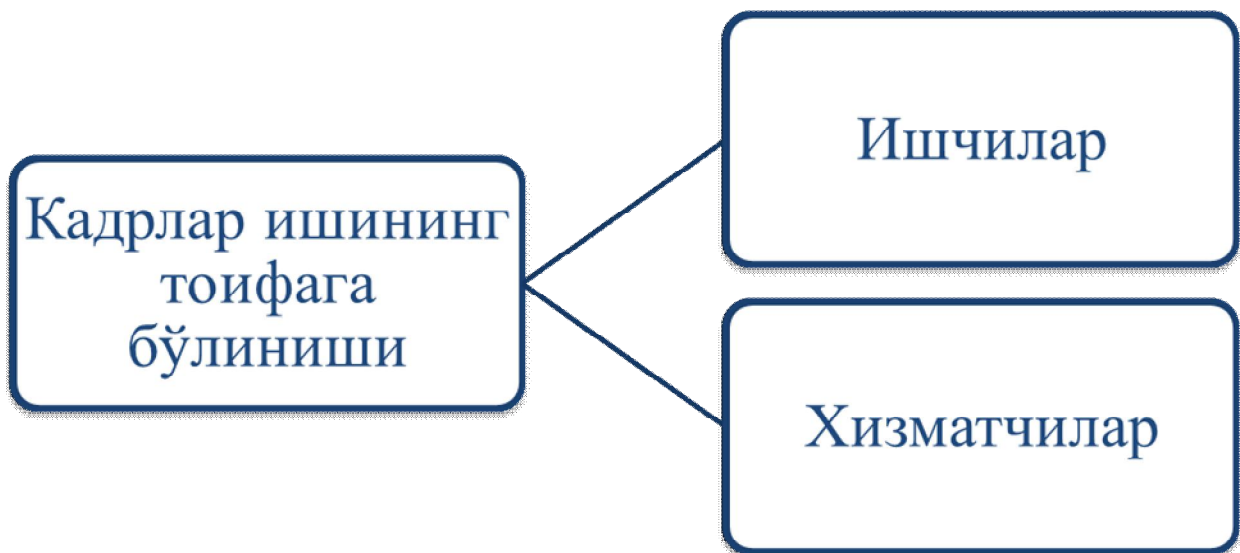 Кадрлар ишининг
тоифага
бўлиниши
Ишчилар
Хизматчилар